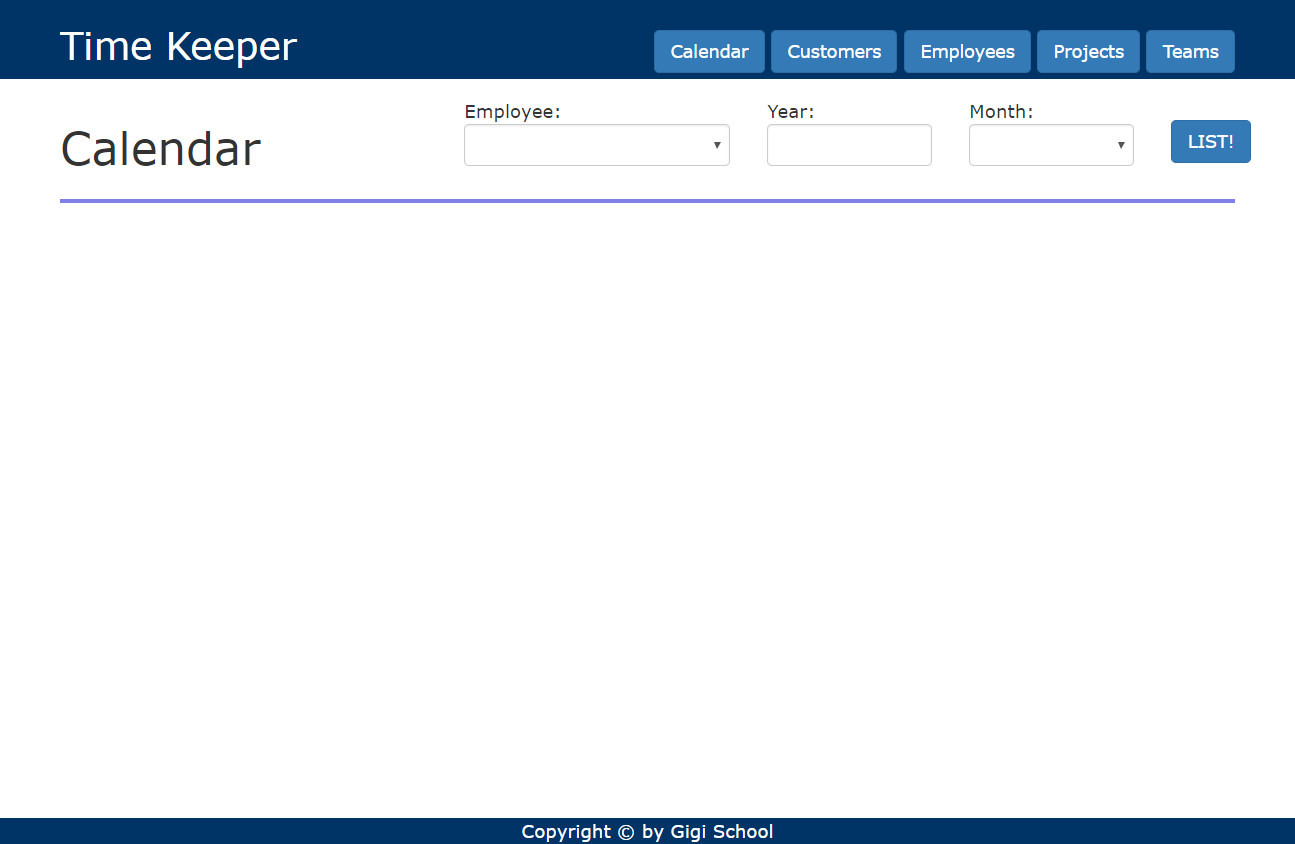 Time Keeper
Calendar Customers Employees Projects Teams
Employee: Year: Month:
Calendar LIST!
Copyright © by Gigi School